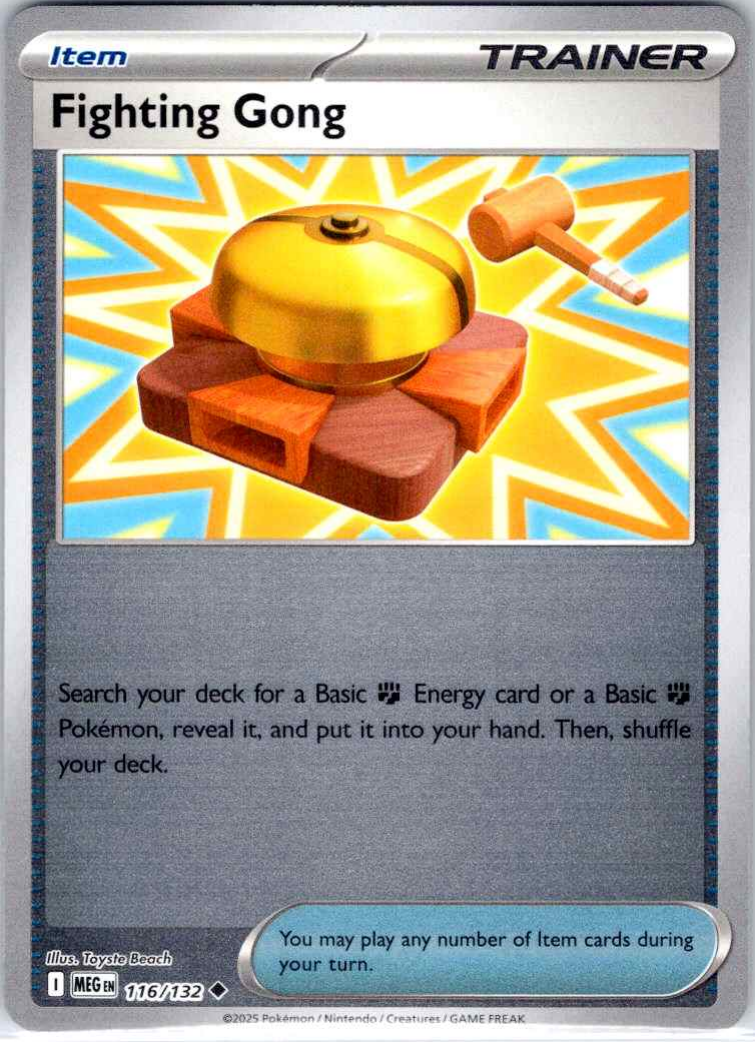 Item TRAINER
Fighting Gong
Search your deck for a Basic Energy card or a Basic
Pokémon, reveal it, and put it into your hand. Then, shuffle
your deck.
You may play any number of Item cards during
your turn.
Illus. Toyste Beach
I MEG EN 116/132
©2025 Pokémon / Nintendo / Creatures / GAME FREAK